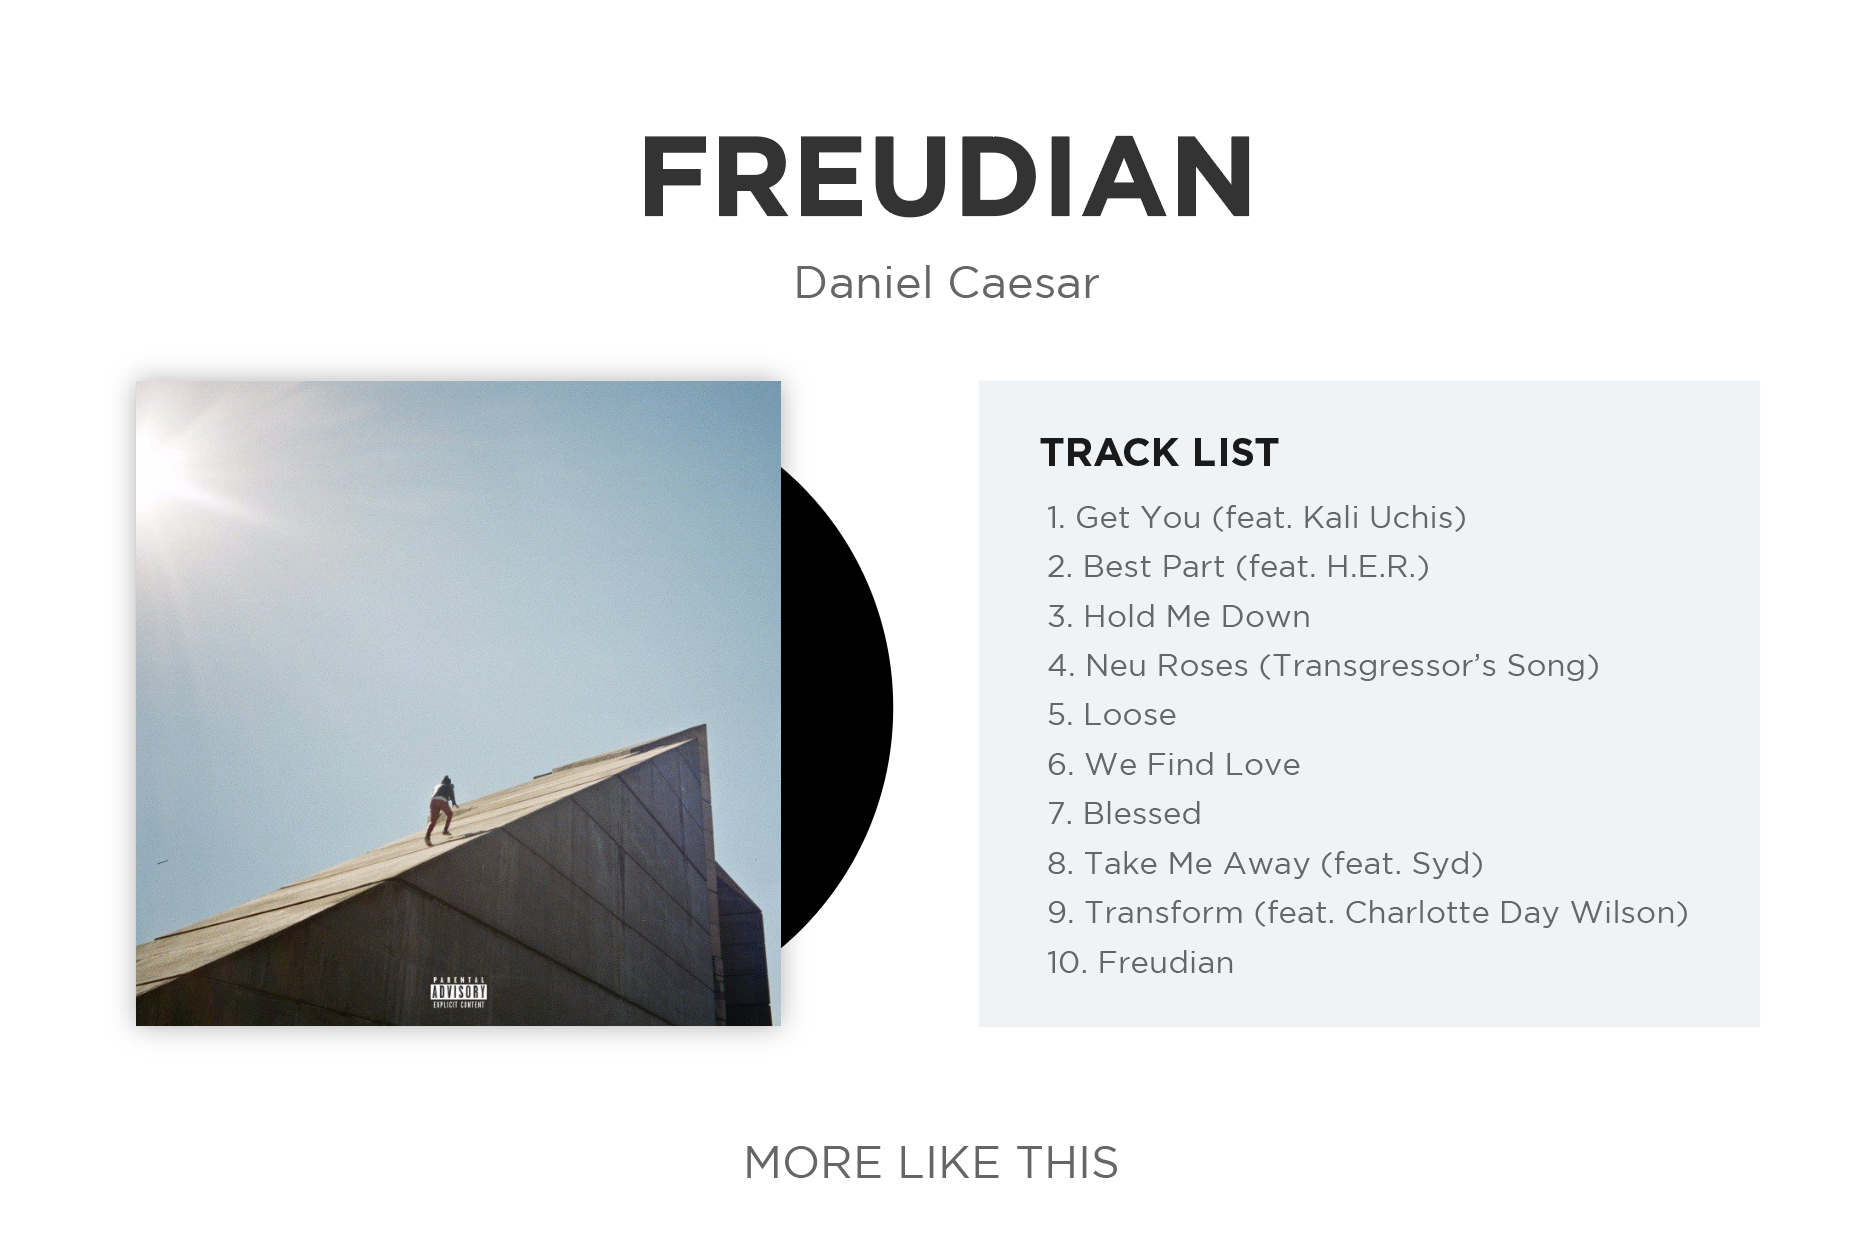 FREUDIAN
Daniel Caesar
PARENTAL
ADVISORY
EXPLICIT CONTENT
TRACK LIST
1. Get You (feat. Kali Uchis)
2. Best Part (feat. H.E.R.)
3. Hold Me Down
4. Neu Roses (Transgressor’s Song)
5. Loose
6. We Find Love
7. Blessed
8. Take Me Away (feat. Syd)
9. Transform (feat. Charlotte Day Wilson)
10. Freudian
MORE LIKE THIS